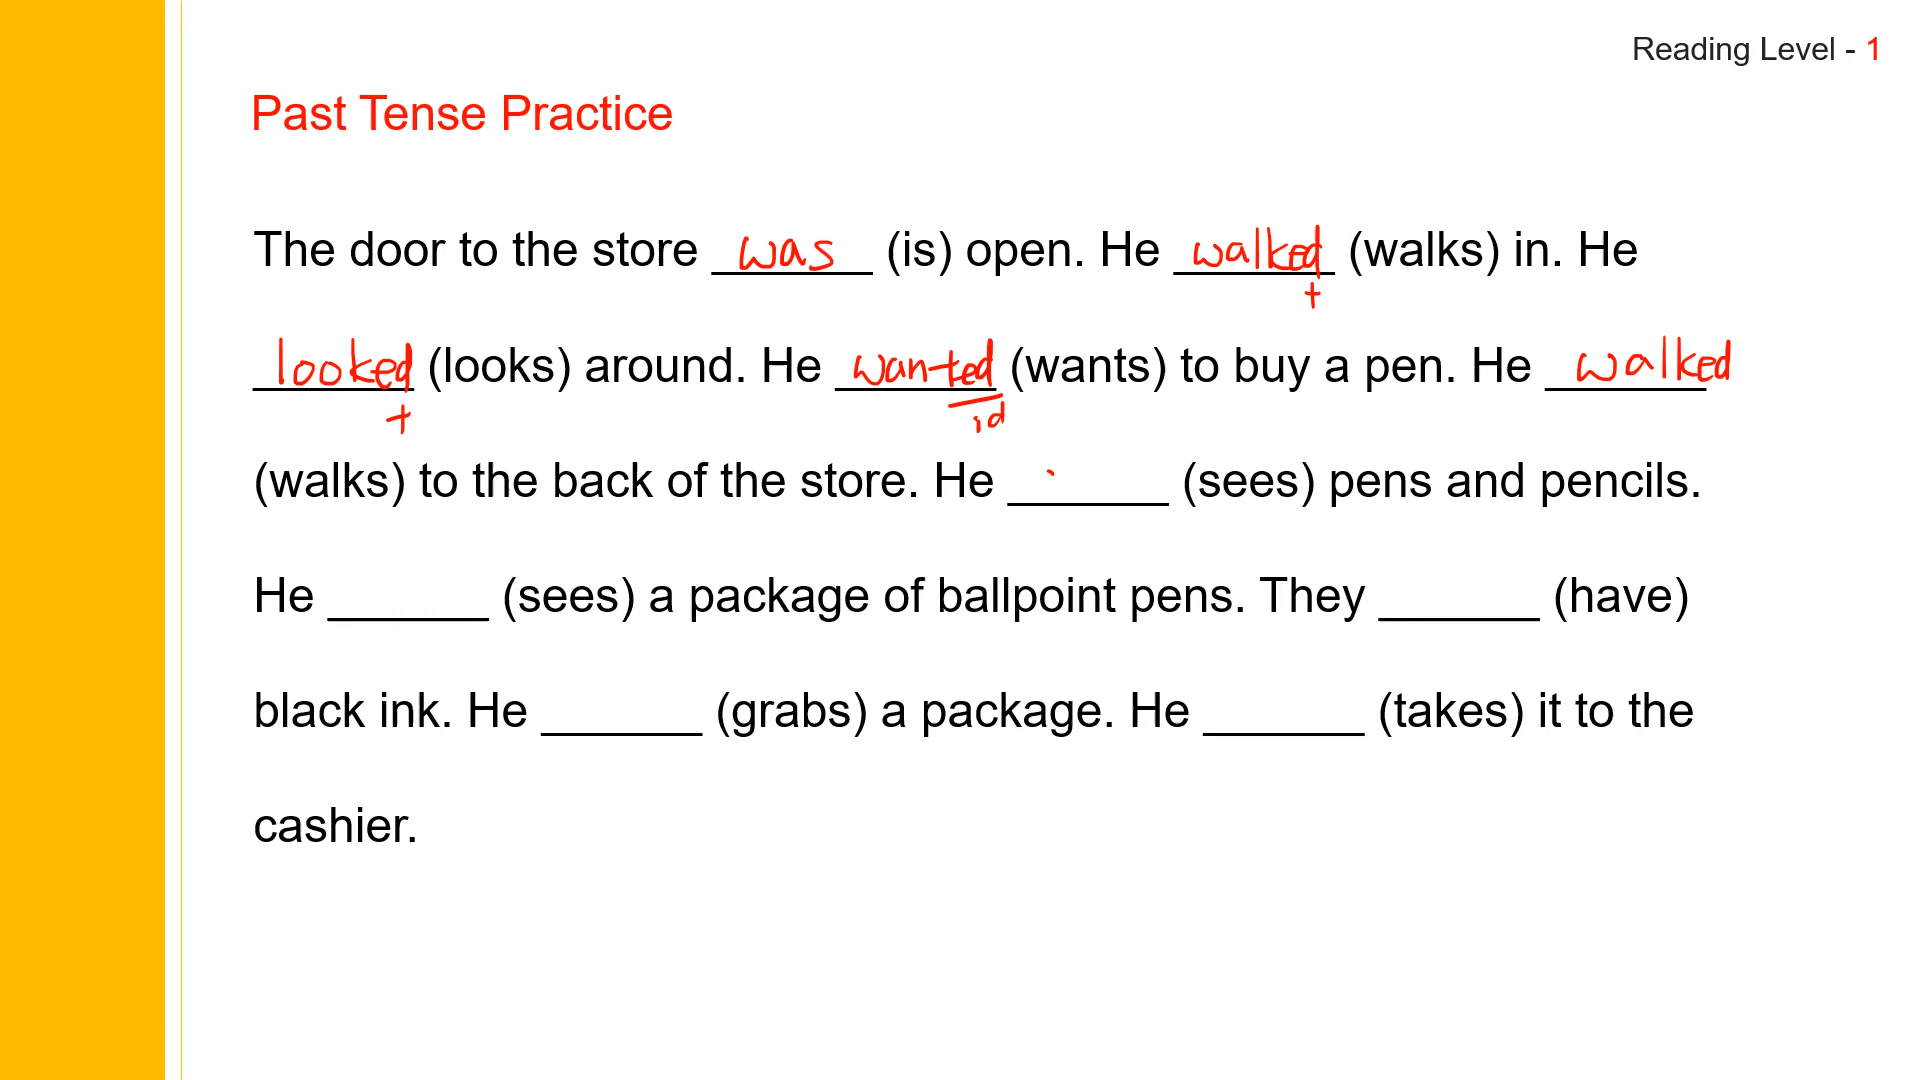 Reading Level - 1
Past Tense Practice
The door to the store was (is) open. He walked (walks) in. He
t
looked (looks) around. He wanted (wants) to buy a pen. He walked
t id
(walks) to the back of the store. He ______ (sees) pens and pencils.
He ______ (sees) a package of ballpoint pens. They ______ (have)
black ink. He ______ (grabs) a package. He ______ (takes) it to the
cashier.